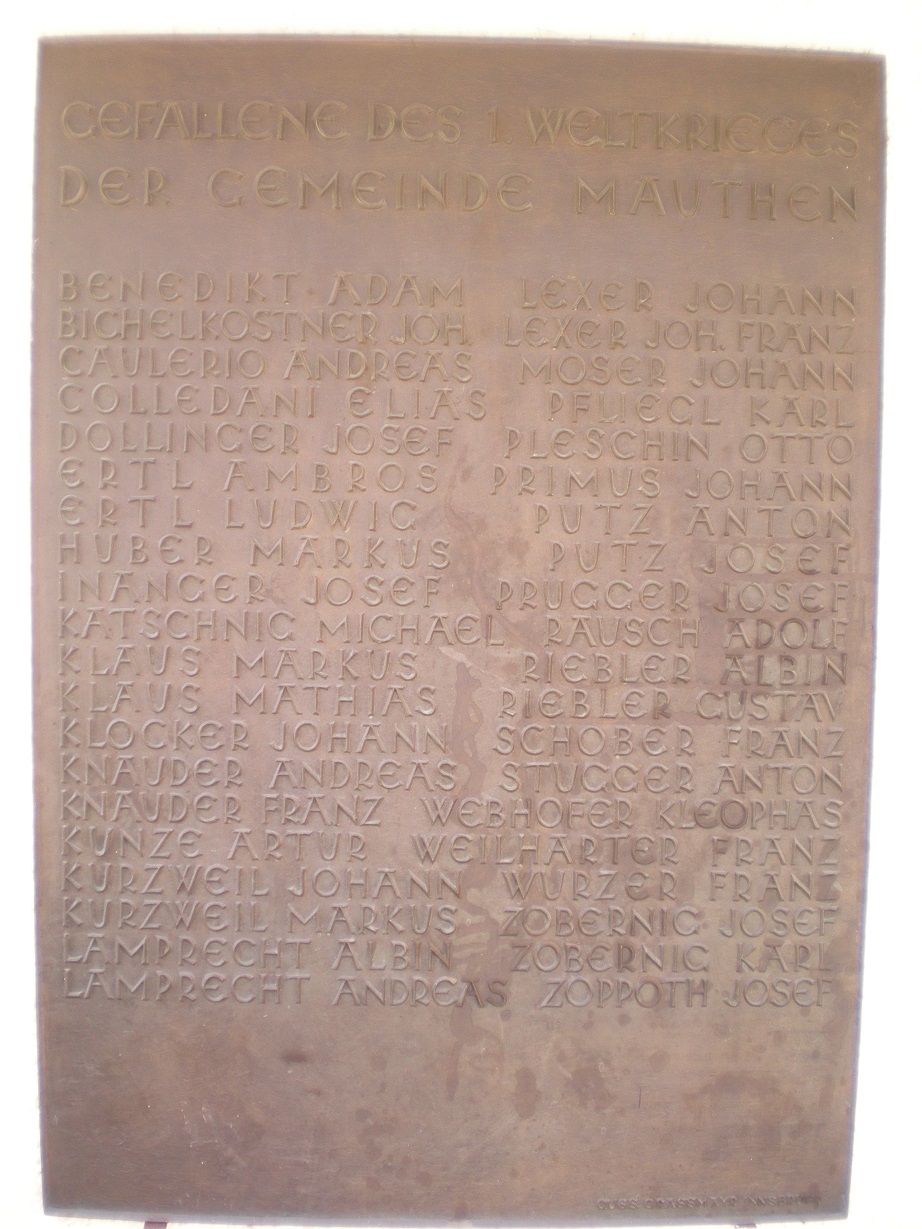 GEFALLENE DES 1. WELTKRIEGES
DER GEMEINDE MAUTHEN
BENEDIKT ADAM LEXER JOHANN
BICHELKOSTNER JOH. LEXER JOH. FRANZ
CAULERIO ANDREAS MOSER JOHANN
COLLEDANI ELIAS PFLIEGL KARL
DOLLINGER JOSEF PLESCHIN OTTO
ERTL AMBROS PRIMUS JOHANN
ERTL LUDWIG PUTZ ANTON
HUBER MARKUS PUTZ JOSEF
INANGER JOSEF PRUGGER JOSEF
KATSCHNIG MICHAEL RAUSCH ADOLF
KLAUS MARKUS RIEBLER ALBIN
KLAUS MATHIAS RIEBLER GUSTAV
KLOCKER JOHANN SCHOBER FRANZ
KNAUDER ANDREAS STUGGER ANTON
KNAUDER FRANZ WEBHOFER KLEOPHAS
KUNZE ARTUR WEILHARTER FRANZ
KURZWEIL JOHANN WURZER FRANZ
KURZWEIL MARKUS ZOBERNIG JOSEF
LAMPRECHT ALBIN ZOBERNIG KARL
LAMPRECHT ANDREAS ZOPPOTH JOSEF
GUSS GRASSMAYR INNSBRUCK